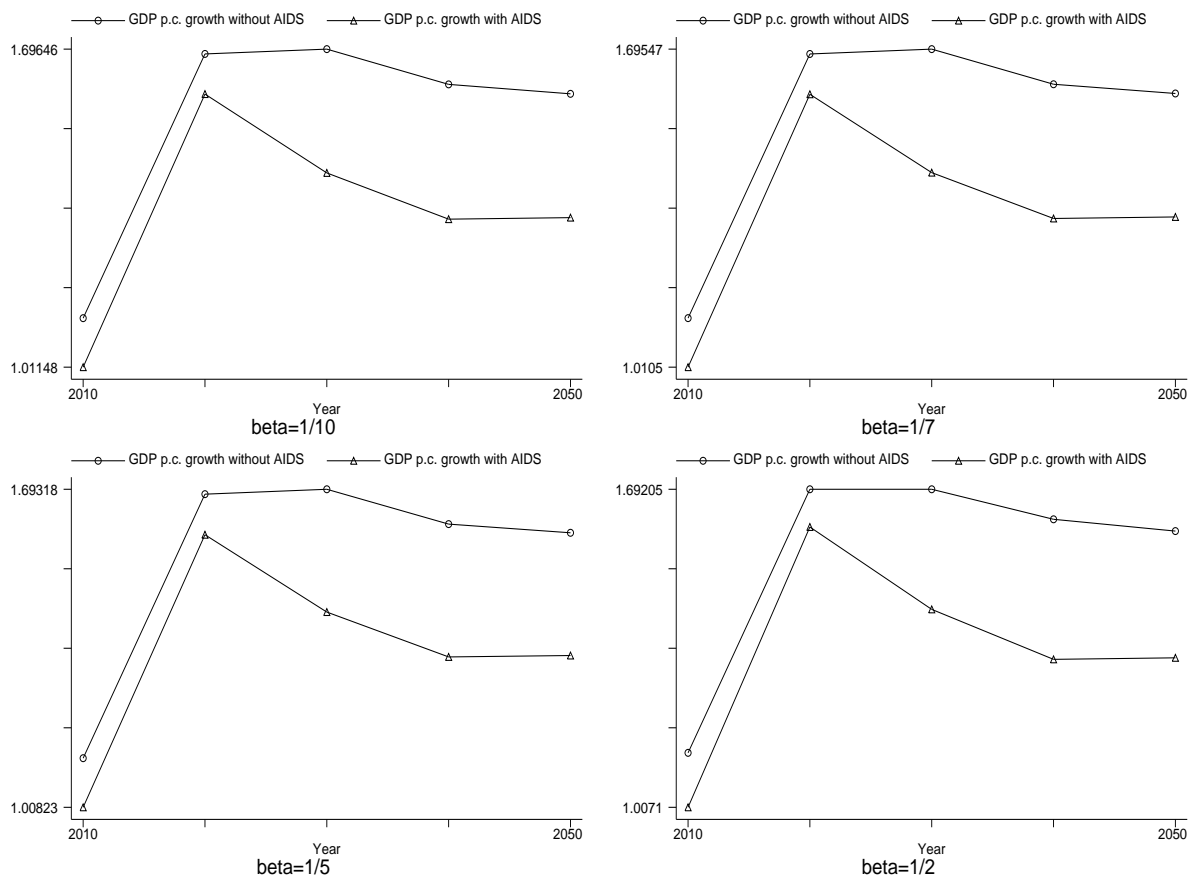 GDP p.c. growth without AIDS GDP p.c. growth with AIDS
1.69646
1.01148
2010 2050
Year
beta=1/10
GDP p.c. growth without AIDS GDP p.c. growth with AIDS
1.69547
1.0105
2010 2050
Year
beta=1/7
GDP p.c. growth without AIDS GDP p.c. growth with AIDS
1.69318
1.00823
2010 2050
Year
beta=1/5
GDP p.c. growth without AIDS GDP p.c. growth with AIDS
1.69205
1.0071
2010 2050
Year
beta=1/2